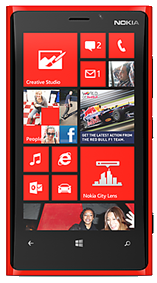 NOKIA
2
1
Creative Studio
People
GET THE LATEST ACTION FROM
THE RED BULL F1 TEAM.
Nokia City Lens